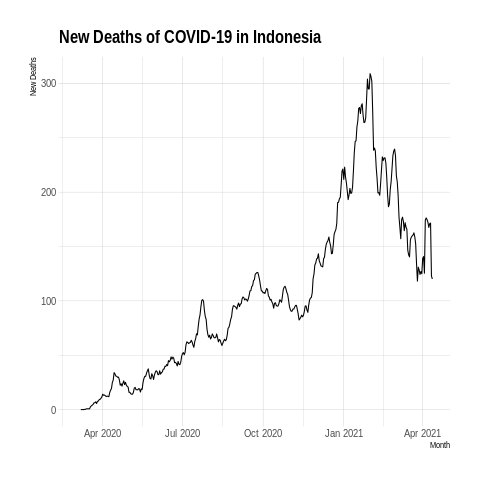 New Deaths of COVID-19 in Indonesia
New Deaths
300
200
100
0
Apr 2020 Jul 2020 Oct 2020 Jan 2021 Apr 2021
Month